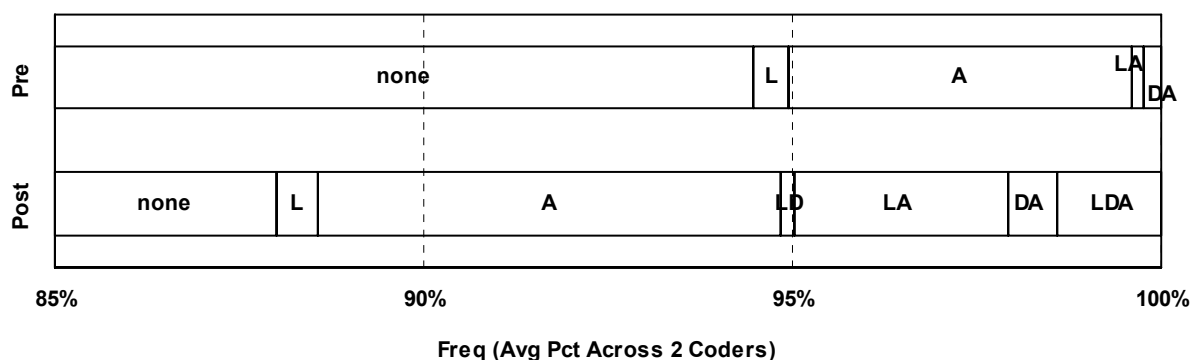 Pre
none L A LA DA
Post
none L A LD LA DA LDA
85% 90% 95% 100%
Freq (Avg Pct Across 2 Coders)